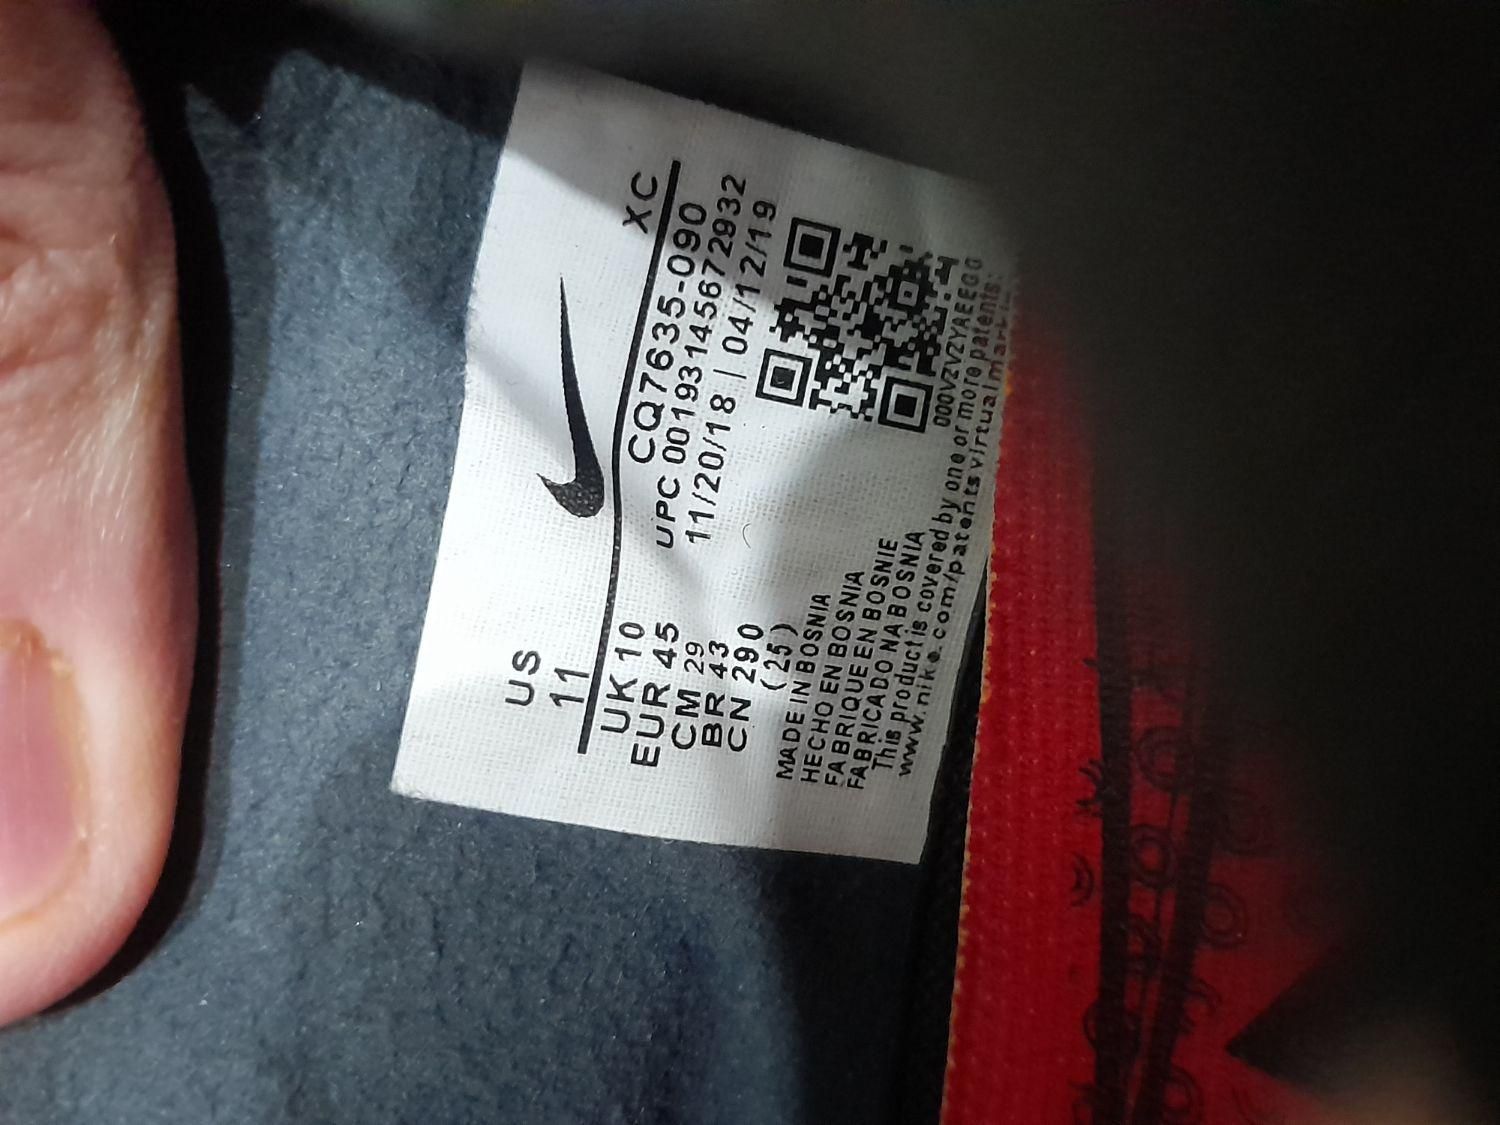 US
11
XC
UK 10
EUR 45
CM 29
BR 43
CN 290
(25)
CQ7635-090
UPC 00193145672932
11/20/18 | 04/12/19
MADE IN BOSNIA
HECHO EN BOSNIA
FABRIQUE EN BOSNIE
FABRICADO NA BOSNIA
000VZVZYAEEGG
This product is covered by one or more patents:
www.nike.com/patents virtual